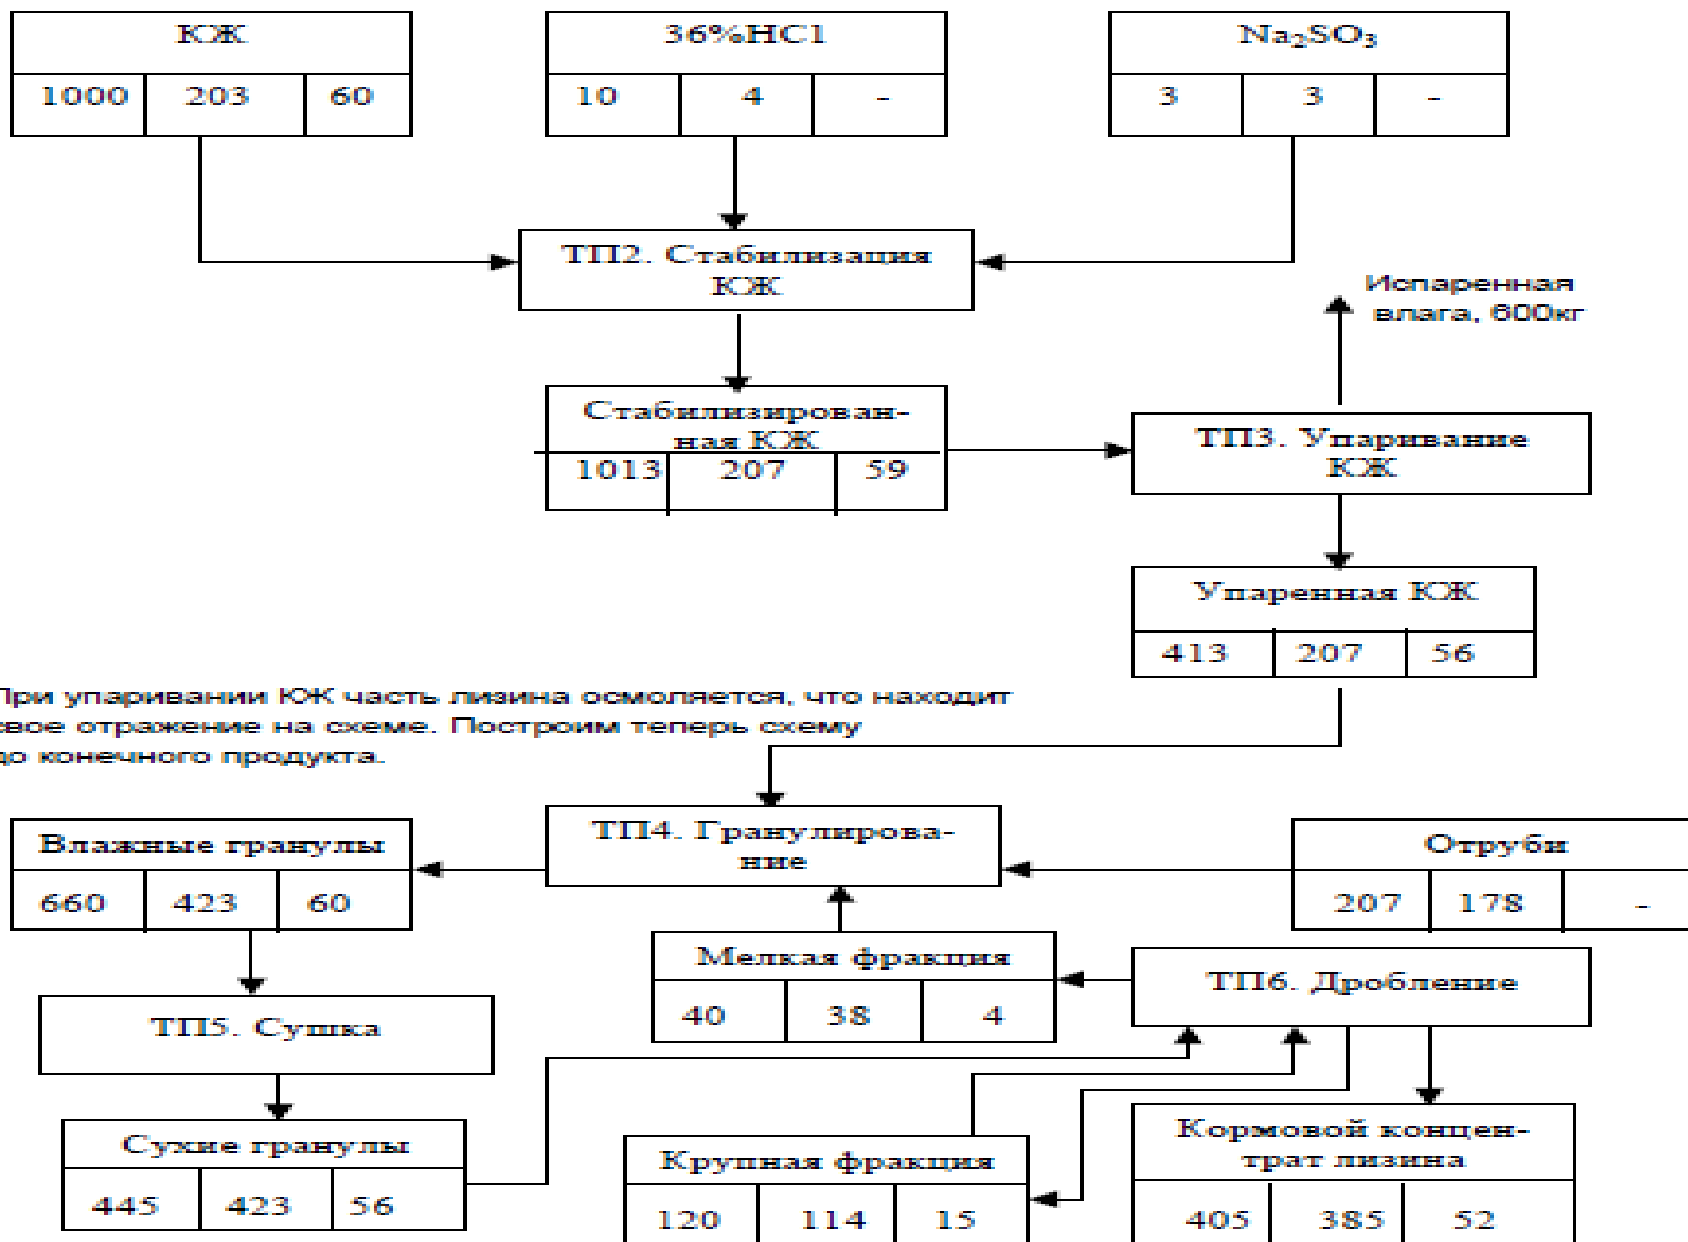 КЖ
1000 203 60
36%HCl
10 4 -
Na₂SO₃
3 3 -
ТП2. Стабилизация
КЖ
Испаренная
влага, 600кг
Стабилизирован-
ная КЖ
1013 207 59
ТП3. Упаривание
КЖ
Упаренная КЖ
413 207 56
При упаривании КЖ часть лизина осмоляется, что находит
свое отражение на схеме. Построим теперь схему
до конечного продукта.
ТП4. Гранулирова-
ние
Влажные гранулы
660 423 60
Отруби
207 178 -
Мелкая фракция
40 38 4
ТП6. Дробление
ТП5. Сушка
Сухие гранулы
445 423 56
Крупная фракция
120 114 15
Кормовой концен-
трат лизина
405 385 52